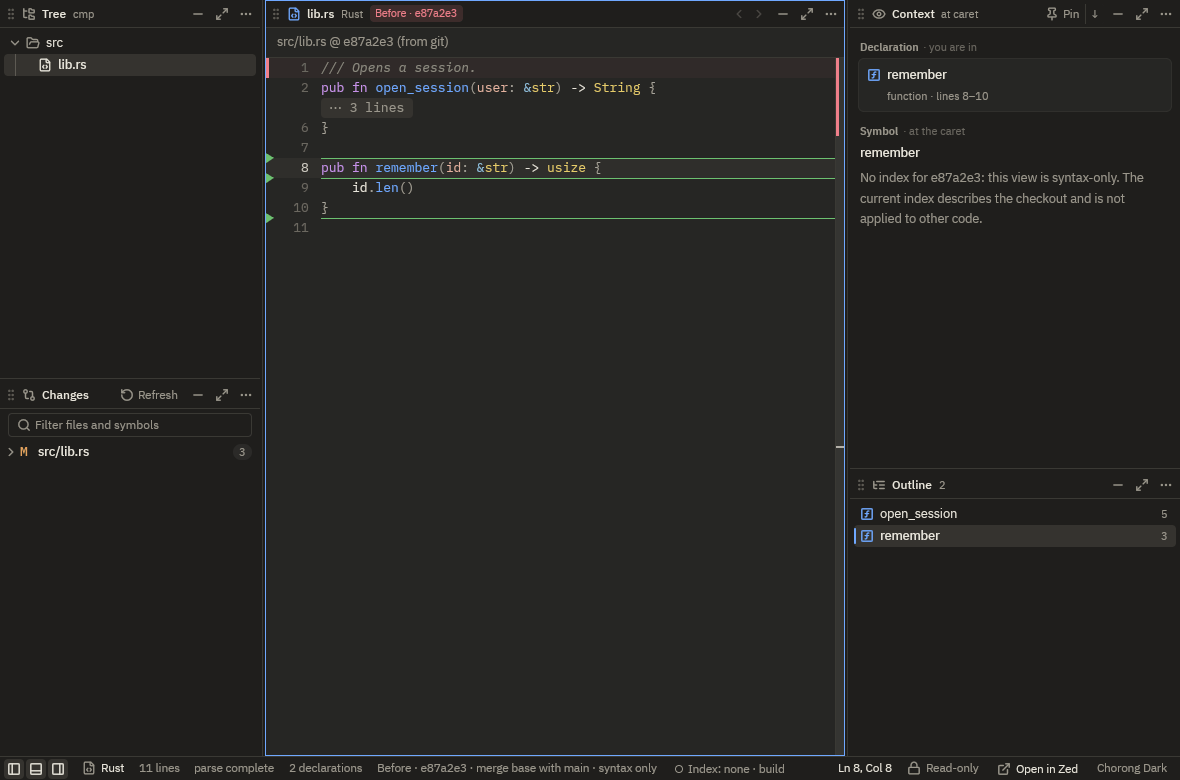 Tree cmp
src
lib.rs
Changes Refresh
Filter files and symbols
M src/lib.rs 3
lib.rs Rust Before · e87a2e3
src/lib.rs @ e87a2e3 (from git)
1 /// Opens a session.
2 pub fn open_session(user: &str) -> String {
··· 3 lines
6 }
7
8 pub fn remember(id: &str) -> usize {
9     id.len()
10 }
11
Context at caret Pin ↓
Declaration · you are in
remember
function · lines 8–10
Symbol · at the caret
remember
No index for e87a2e3: this view is syntax-only. The
current index describes the checkout and is not
applied to other code.
Outline 2
open_session 5
remember 3
Rust 11 lines parse complete 2 declarations Before · e87a2e3 · merge base with main · syntax only Index: none · build Ln 8, Col 8 Read-only Open in Zed Chorong Dark